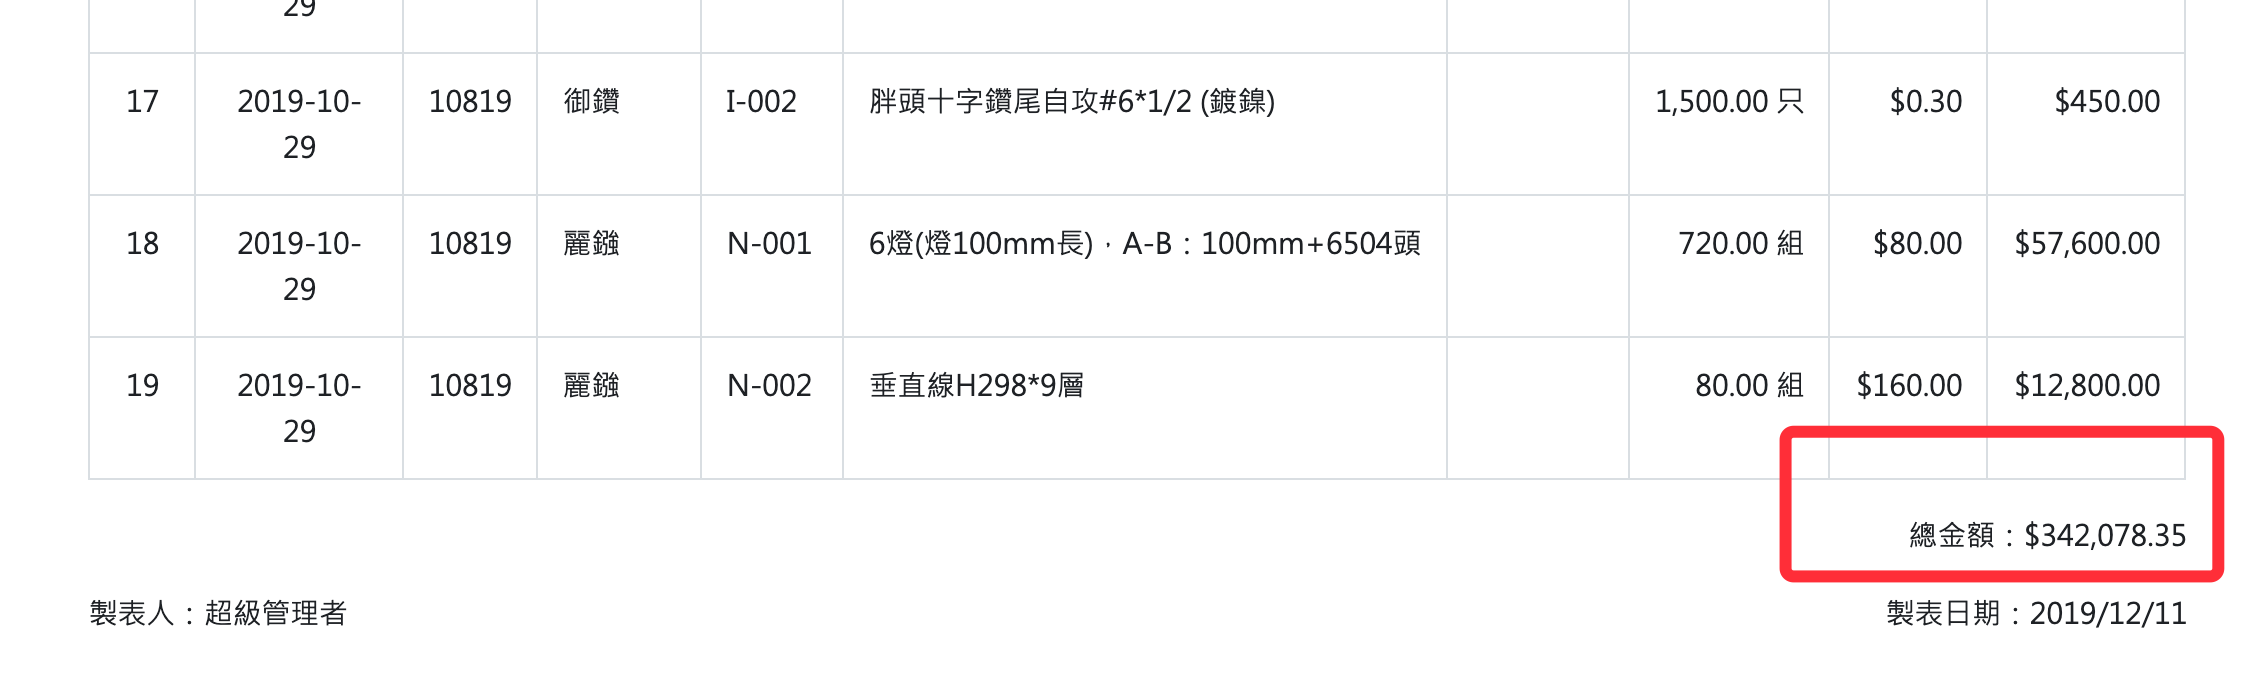 29
17 2019-10- 10819 御鑽 I-002 胖頭十字鑽尾自攻#6*1/2 (鍍鎳) 1,500.00 只 $0.30 $450.00
29
18 2019-10- 10819 麗鏹 N-001 6燈(燈100mm長)，A-B：100mm+6504頭 720.00 組 $80.00 $57,600.00
29
19 2019-10- 10819 麗鏹 N-002 垂直線H298*9層 80.00 組 $160.00 $12,800.00
29
總金額：$342,078.35
製表人：超級管理者 製表日期：2019/12/11